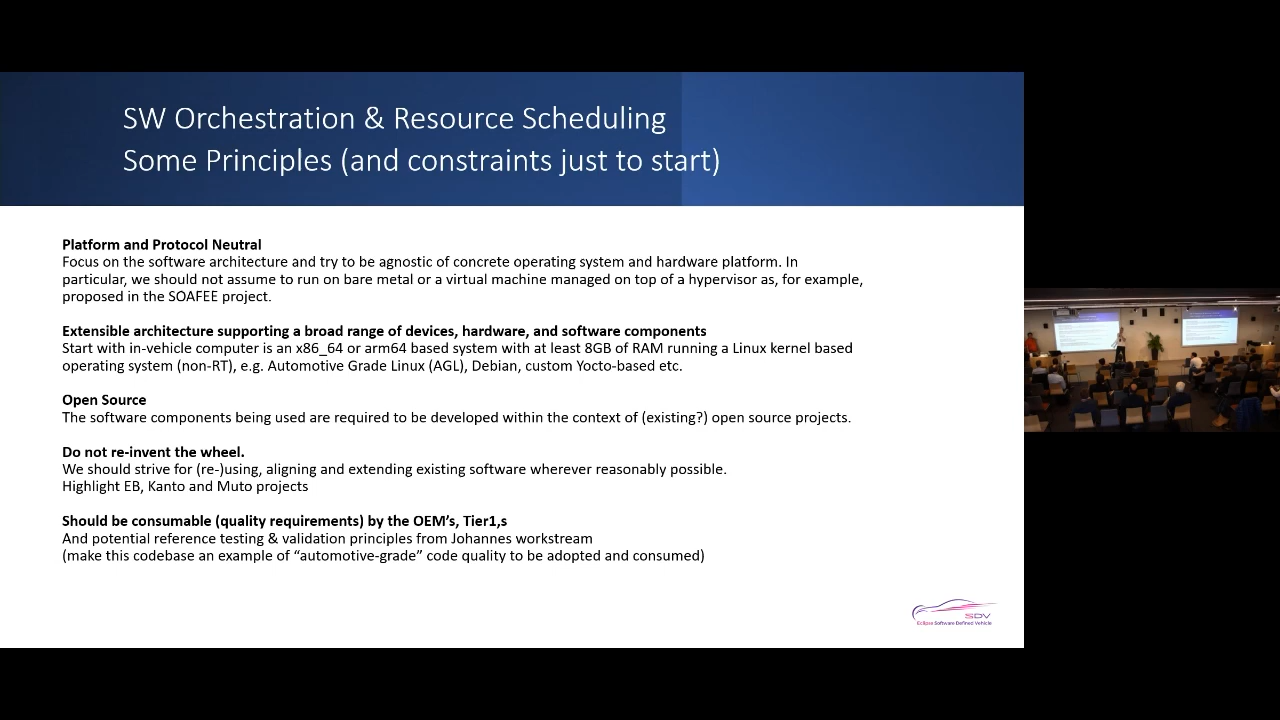 SW Orchestration & Resource Scheduling
Some Principles (and constraints just to start)
Platform and Protocol Neutral
Focus on the software architecture and try to be agnostic of concrete operating system and hardware platform. In
particular, we should not assume to run on bare metal or a virtual machine managed on top of a hypervisor as, for example,
proposed in the SOAFEE project.
Extensible architecture supporting a broad range of devices, hardware, and software components
Start with in-vehicle computer is an x86_64 or arm64 based system with at least 8GB of RAM running a Linux kernel based
operating system (non-RT), e.g. Automotive Grade Linux (AGL), Debian, custom Yocto-based etc.
Open Source
The software components being used are required to be developed within the context of (existing?) open source projects.
Do not re-invent the wheel.
We should strive for (re-)using, aligning and extending existing software wherever reasonably possible.
Highlight EB, Kanto and Muto projects
Should be consumable (quality requirements) by the OEM’s, Tier1,s
And potential reference testing & validation principles from Johannes workstream
(make this codebase an example of “automotive-grade” code quality to be adopted and consumed)
SDV
Eclipse Software Defined Vehicle